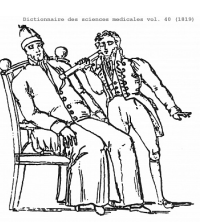 Dictionnaire des sciences medicales vol. 40 (1819)